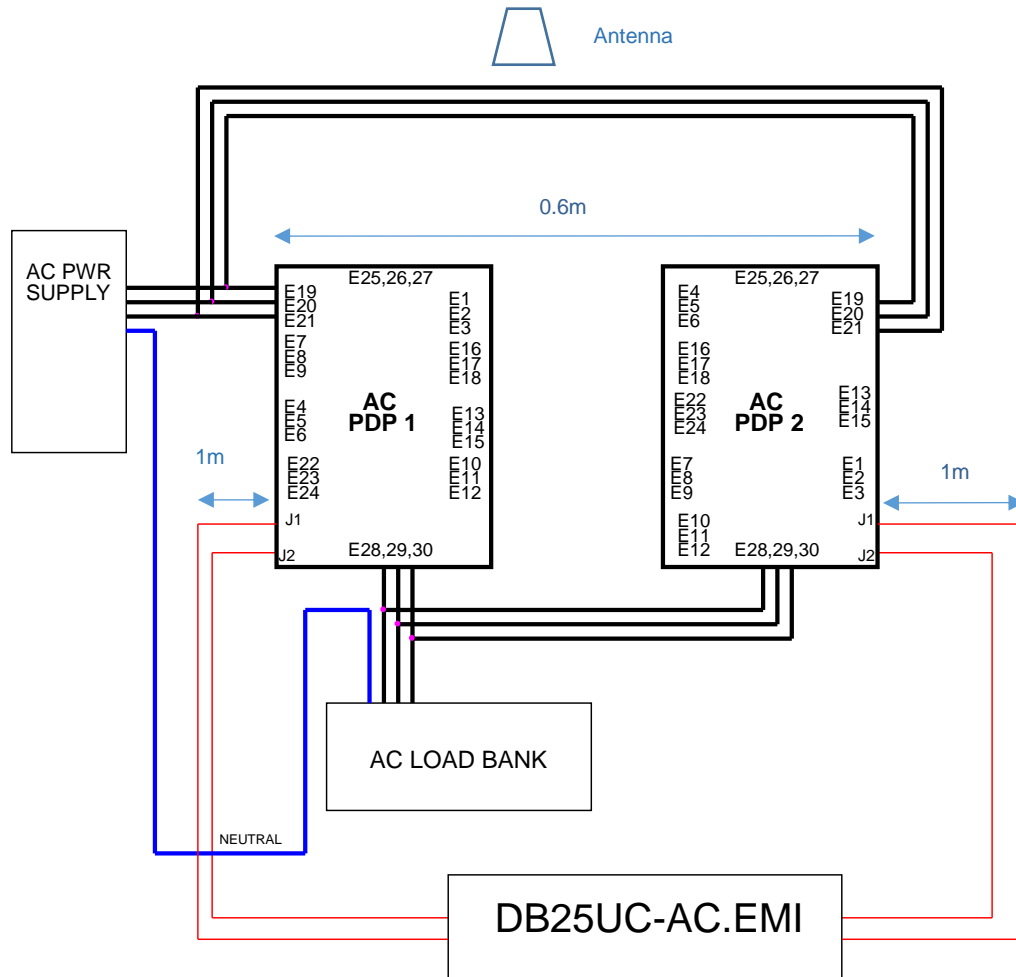 Antenna
0.6m
AC PWR
SUPPLY
E25,26,27
E19
E20
E21
E7
E8
E9
E4
E5
E6
E22
E23
E24
J1
J2
E1
E2
E3
E16
E17
E18
E13
E14
E15
E10
E11
E12
AC
PDP 1
E28,29,30
E25,26,27
E4
E5
E6
E16
E17
E18
E22
E23
E24
E7
E8
E9
E10
E11
E12
AC
PDP 2
E19
E20
E21
E13
E14
E15
E1
E2
E3
J1
J2
E28,29,30
1m
1m
AC LOAD BANK
NEUTRAL
DB25UC-AC.EMI